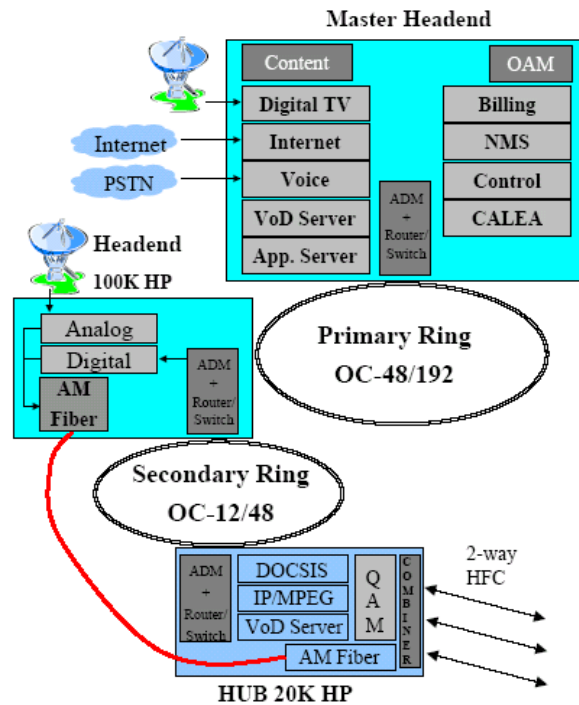 Master Headend
Content
OAM
Digital TV
Internet
Voice
VoD Server
App. Server
Billing
NMS
Control
CALEA
ADM
+
Router/
Switch
Internet
PSTN
Headend
100K HP
Analog
Digital
AM
Fiber
ADM
+
Router/
Switch
Primary Ring
OC-48/192
Secondary Ring
OC-12/48
ADM
+
Router/
Switch
DOCSIS
IP/MPEG
VoD Server
AM Fiber
Q
A
M
C
O
M
B
I
N
E
R
2-way
HFC
HUB 20K HP